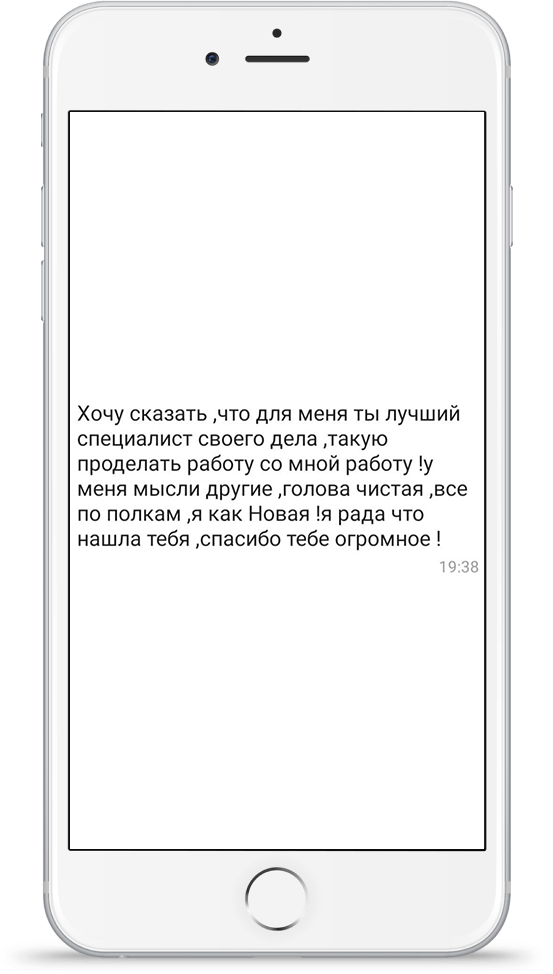 Хочу сказать ,что для меня ты лучший
специалист своего дела ,такую
проделать работу со мной работу !у
меня мысли другие ,голова чистая ,все
по полкам ,я как Новая !я рада что
нашла тебя ,спасибо тебе огромное !
19:38